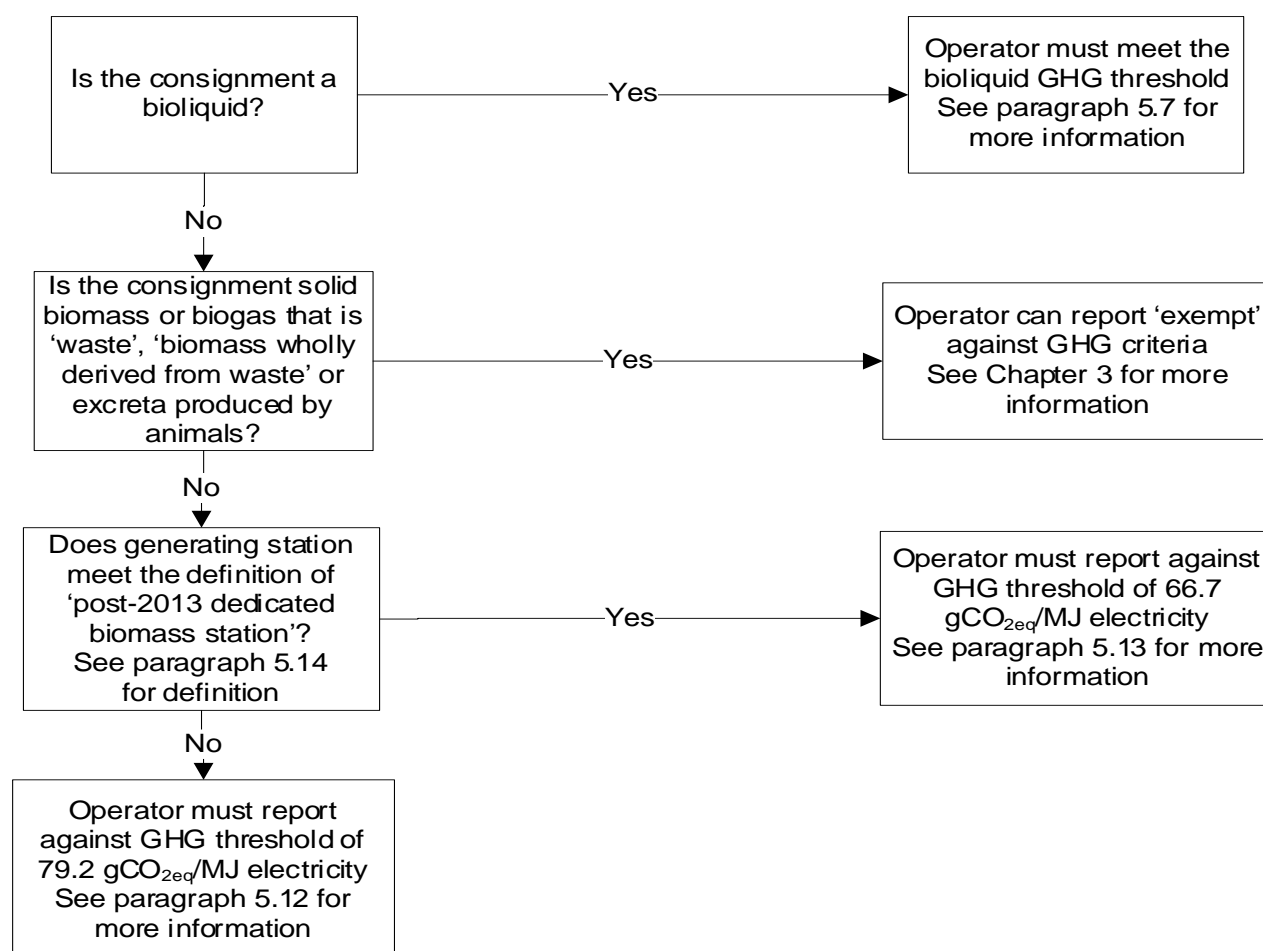 Is the consignment a
bioliquid?
Yes
Operator must meet the
bioliquid GHG threshold
See paragraph 5.7 for
more information
No
Is the consignment solid
biomass or biogas that is
‘waste’, ‘biomass wholly
derived from waste’ or
excreta produced by
animals?
Yes
Operator can report ‘exempt’
against GHG criteria
See Chapter 3 for more
information
No
Does generating station
meet the definition of
‘post-2013 dedicated
biomass station’?
See paragraph 5.14
for definition
Yes
Operator must report against
GHG threshold of 66.7
gCO2eq/MJ electricity
See paragraph 5.13 for more
information
No
Operator must report
against GHG threshold of
79.2 gCO2eq/MJ electricity
See paragraph 5.12 for
more information